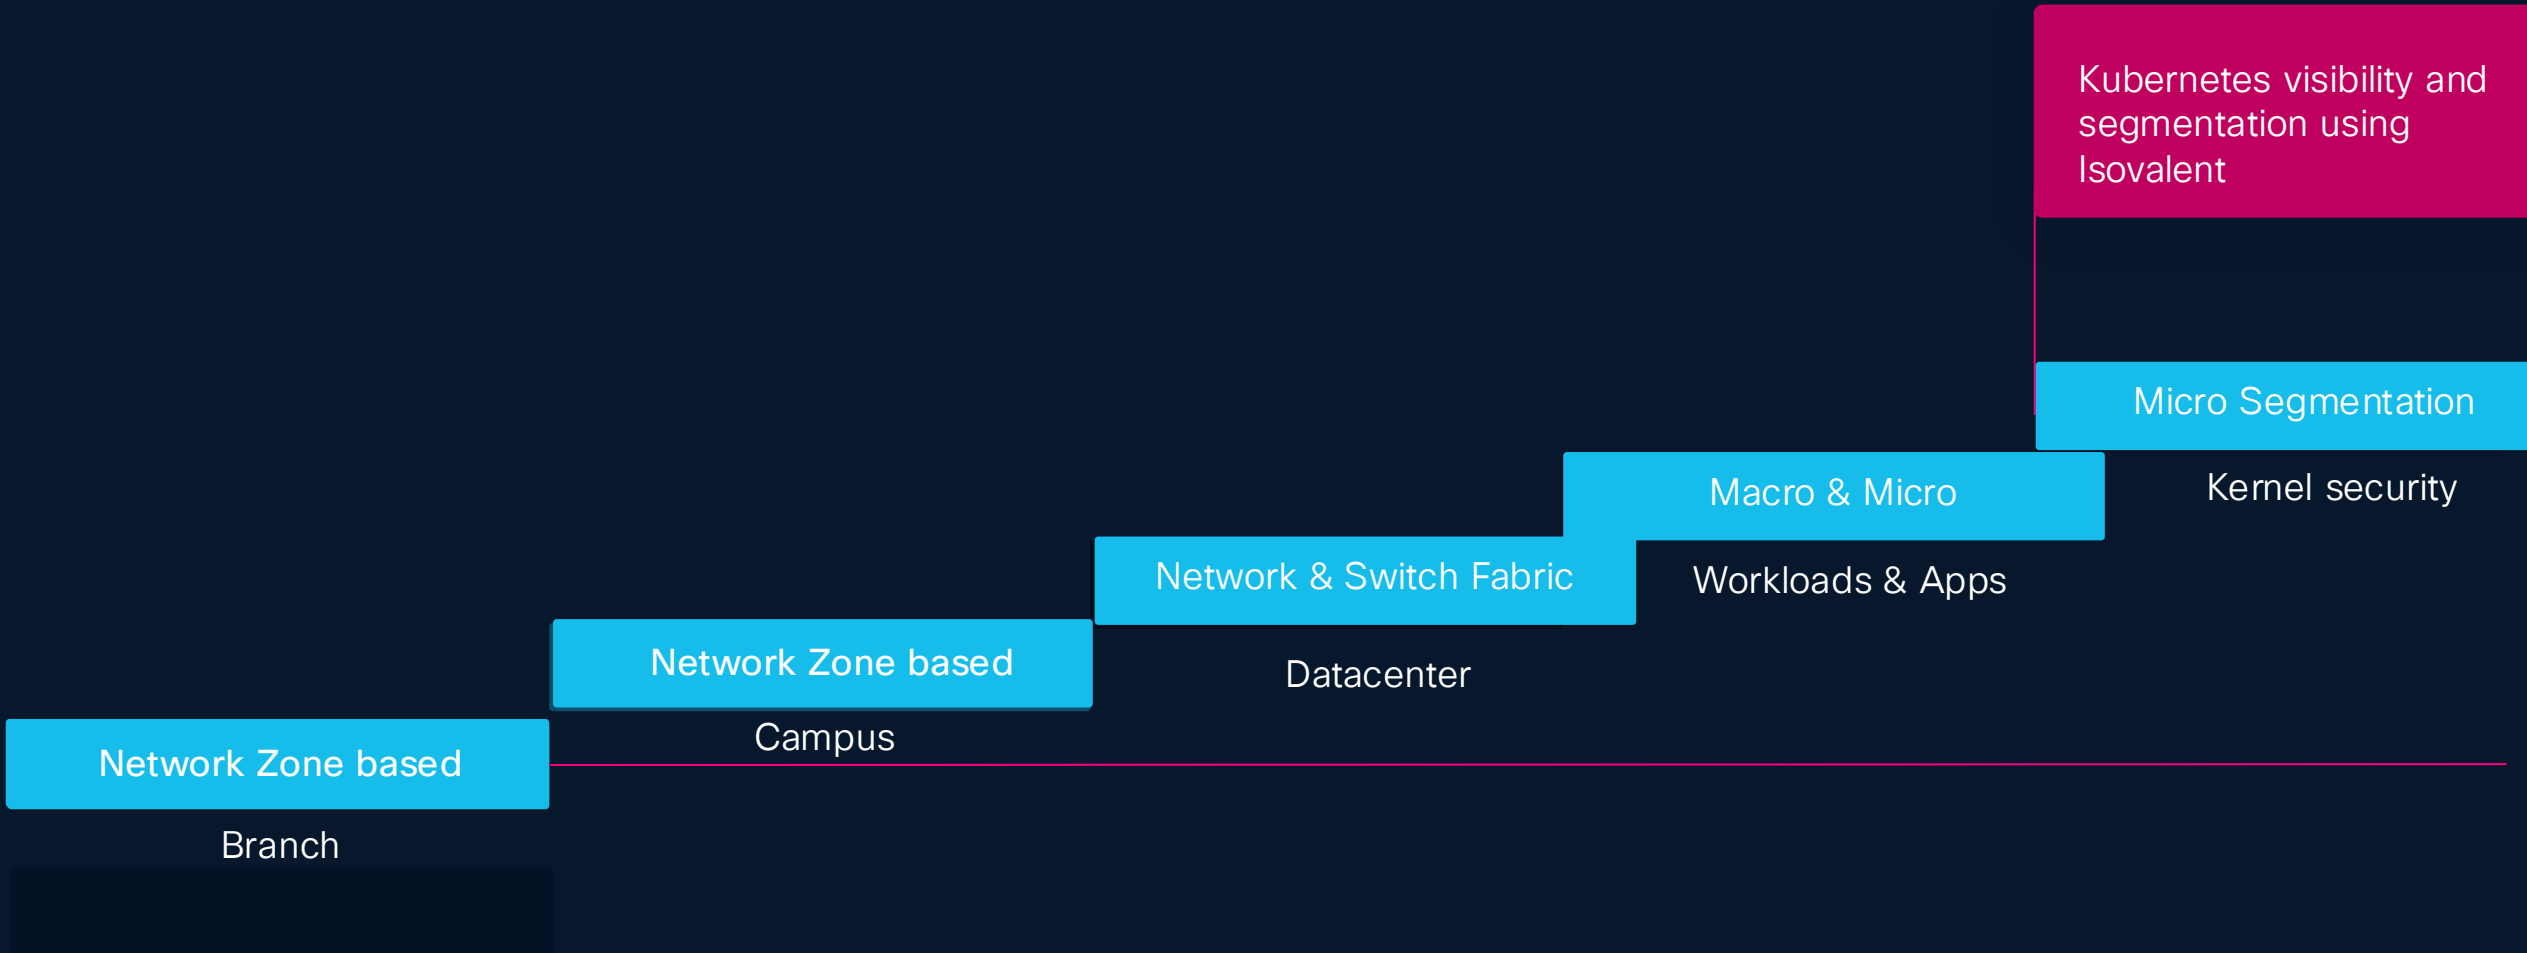 Kubernetes visibility and
segmentation using
Isovalent
Micro Segmentation
Kernel security
Macro & Micro
Workloads & Apps
Network & Switch Fabric
Datacenter
Network Zone based
Campus
Network Zone based
Branch